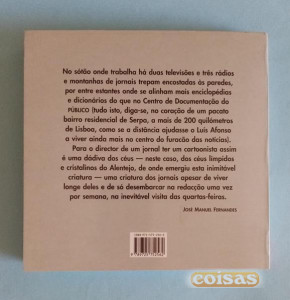 No sótão onde trabalha há duas televisões e três rádios
e montanhas de jornais trepam encostados às paredes,
por entre estantes onde se alinham mais enciclopédias
e dicionários do que no Centro de Documentação do
PÚBLICO (tudo isto, diga-se, no coração de um pacato
bairro residencial de Serpa, a mais de 200 quilómetros
de Lisboa, como se a distância ajudasse o Luís Afonso
a viver ainda mais no centro do furacão das notícias).
Para o director de um jornal ter um cartoonista assim
é uma dádiva dos céus — neste caso, dos céus límpidos
e cristalinos do Alentejo, de onde emergiu esta inimitável
criatura — uma criatura dos jornais apesar de viver
longe deles e de só desembarcar na redacção uma vez
por semana, na inevitável visita das quartas-feiras.
JOSÉ MANUEL FERNANDES
coisas